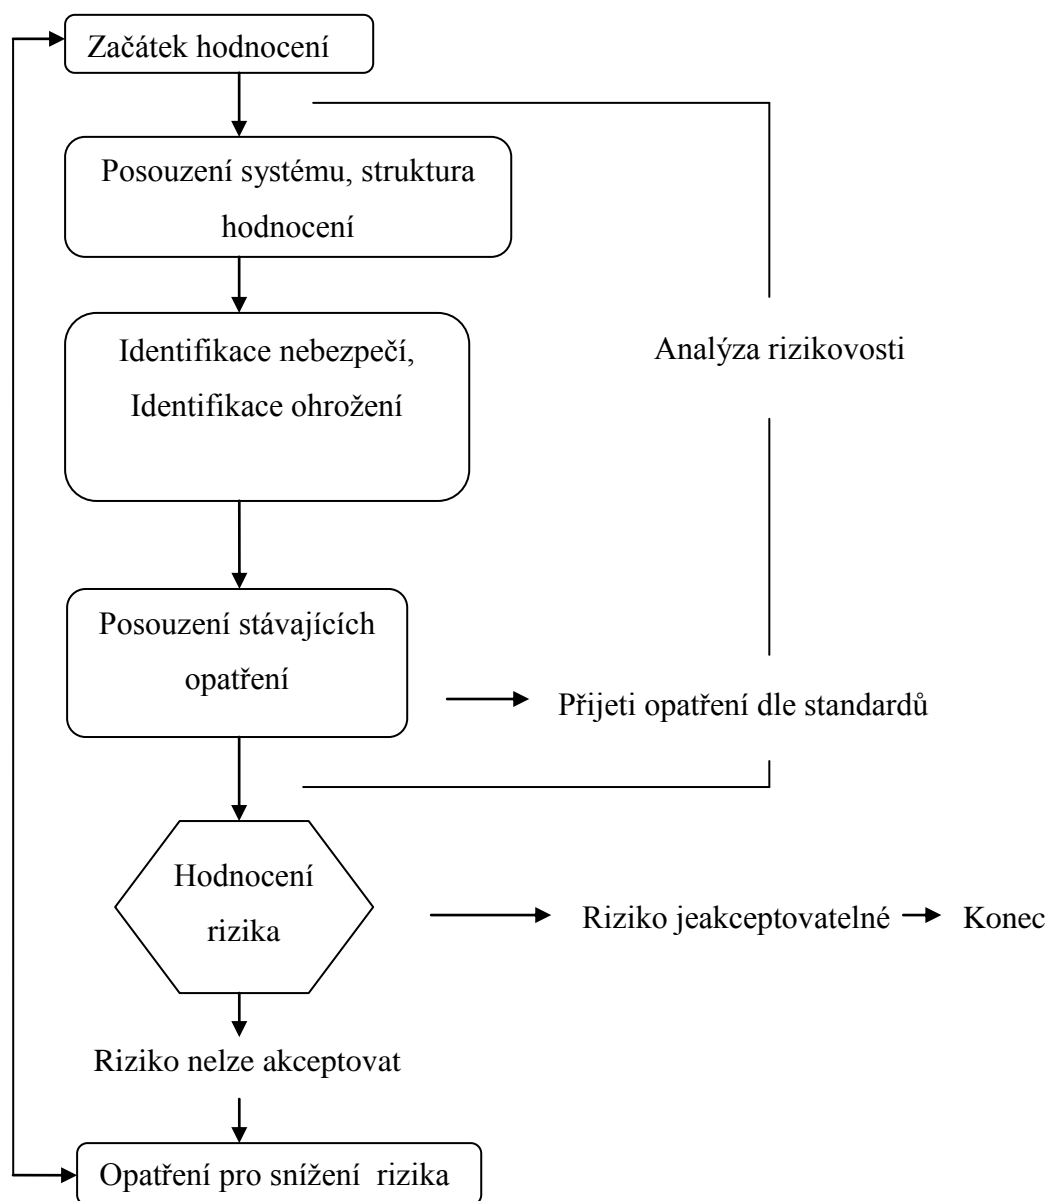 Začátek hodnocení
Posouzení systému, struktura
hodnocení
Identifikace nebezpečí,
Identifikace ohrožení
Analýza rizikovosti
Posouzení stávajících
opatření
Přijeti opatření dle standardů
Hodnocení
rizika
Riziko jeakceptovatelné
Konec
Riziko nelze akceptovat
Opatření pro snížení  rizika